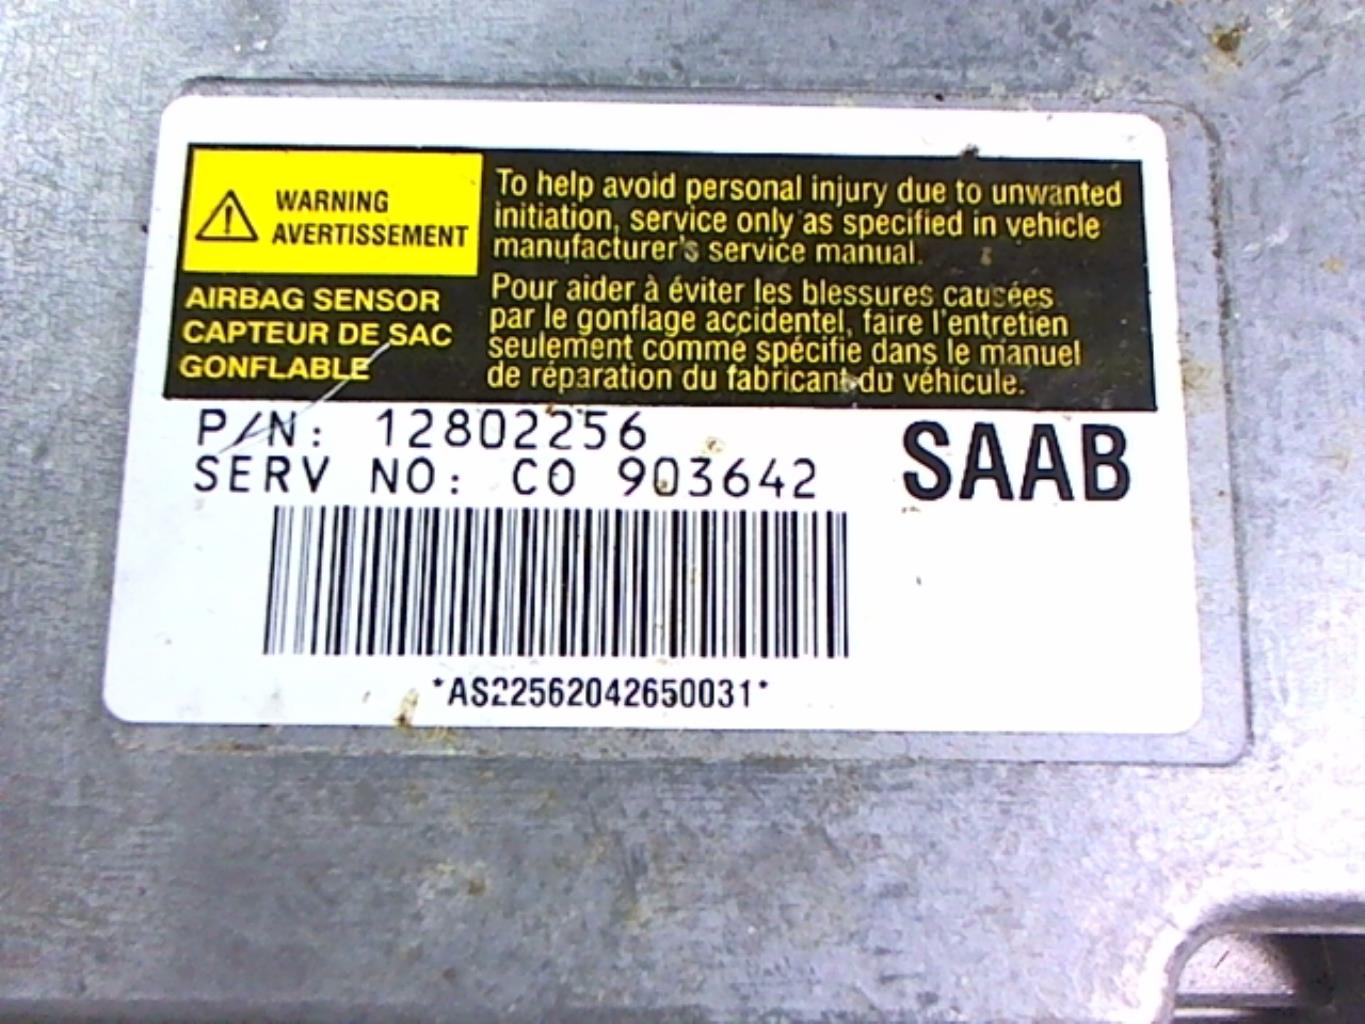 WARNING
AVERTISSEMENT
AIRBAG SENSOR
CAPTEUR DE SAC
GONFLABLE
To help avoid personal injury due to unwanted
initiation, service only as specified in vehicle
manufacturer's service manual.
Pour aider à éviter les blessures causées
par le gonflage accidentel, faire l'entretien
seulement comme spécifie dans le manuel
de réparation du fabricant du véhicule.
P/N: 12802256
SERV NO: CO 903642
SAAB
*AS22562042650031*